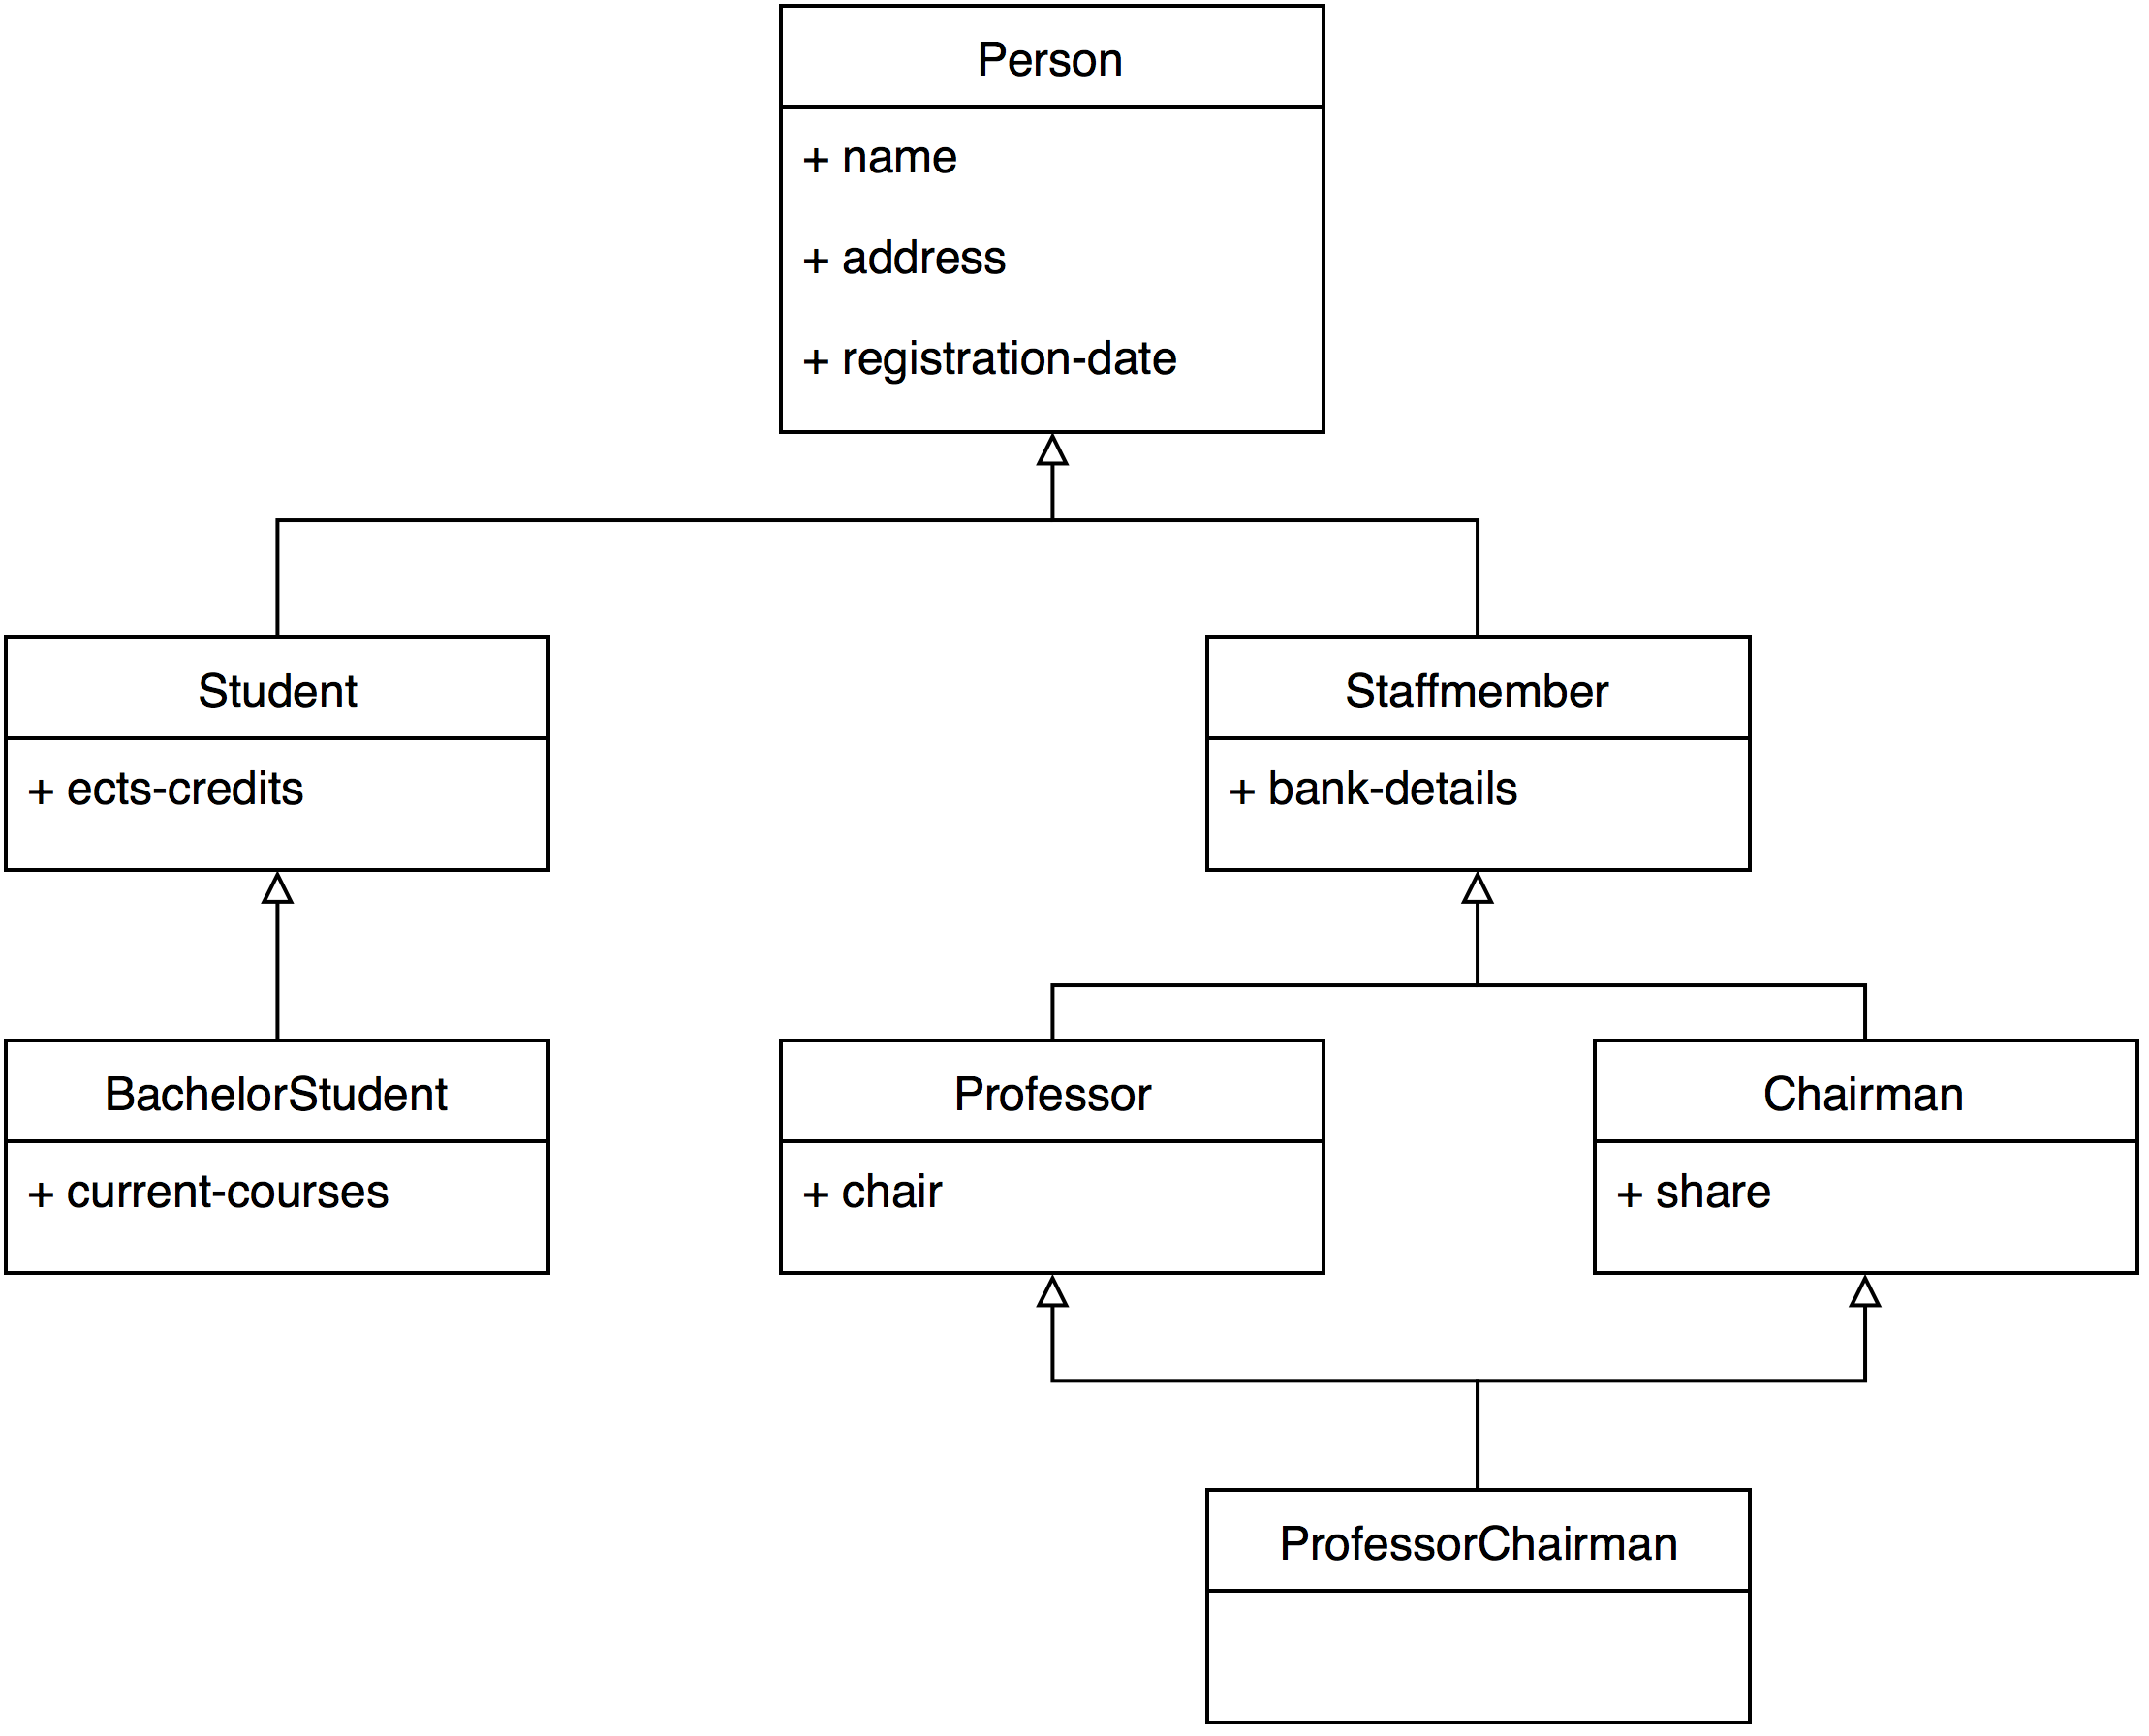 Person
+ name
+ address
+ registration-date
Student
+ ects-credits
Staffmember
+ bank-details
BachelorStudent
+ current-courses
Professor
+ chair
Chairman
+ share
ProfessorChairman